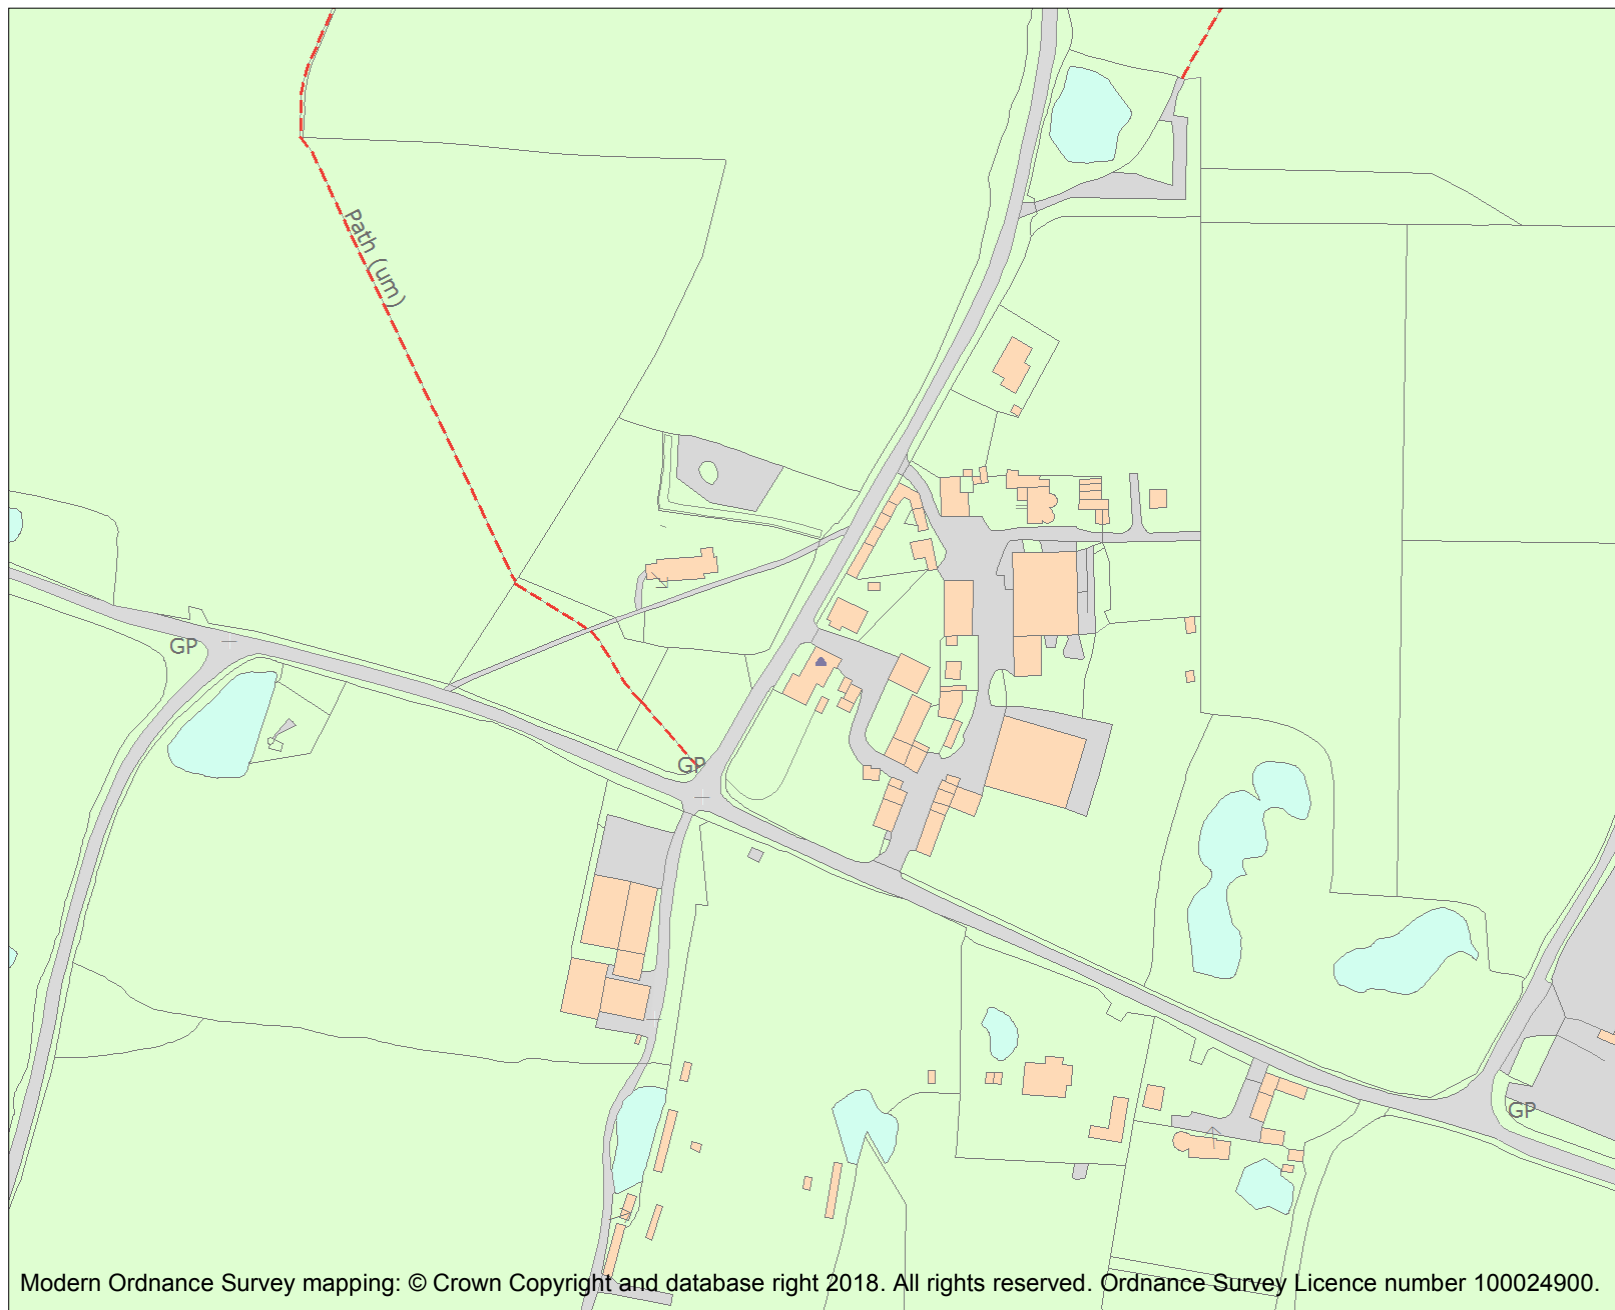 Path (um)
GP
GP
GP
Modern Ordnance Survey mapping: © Crown Copyright and database right 2018. All rights reserved. Ordnance Survey Licence number 100024900.